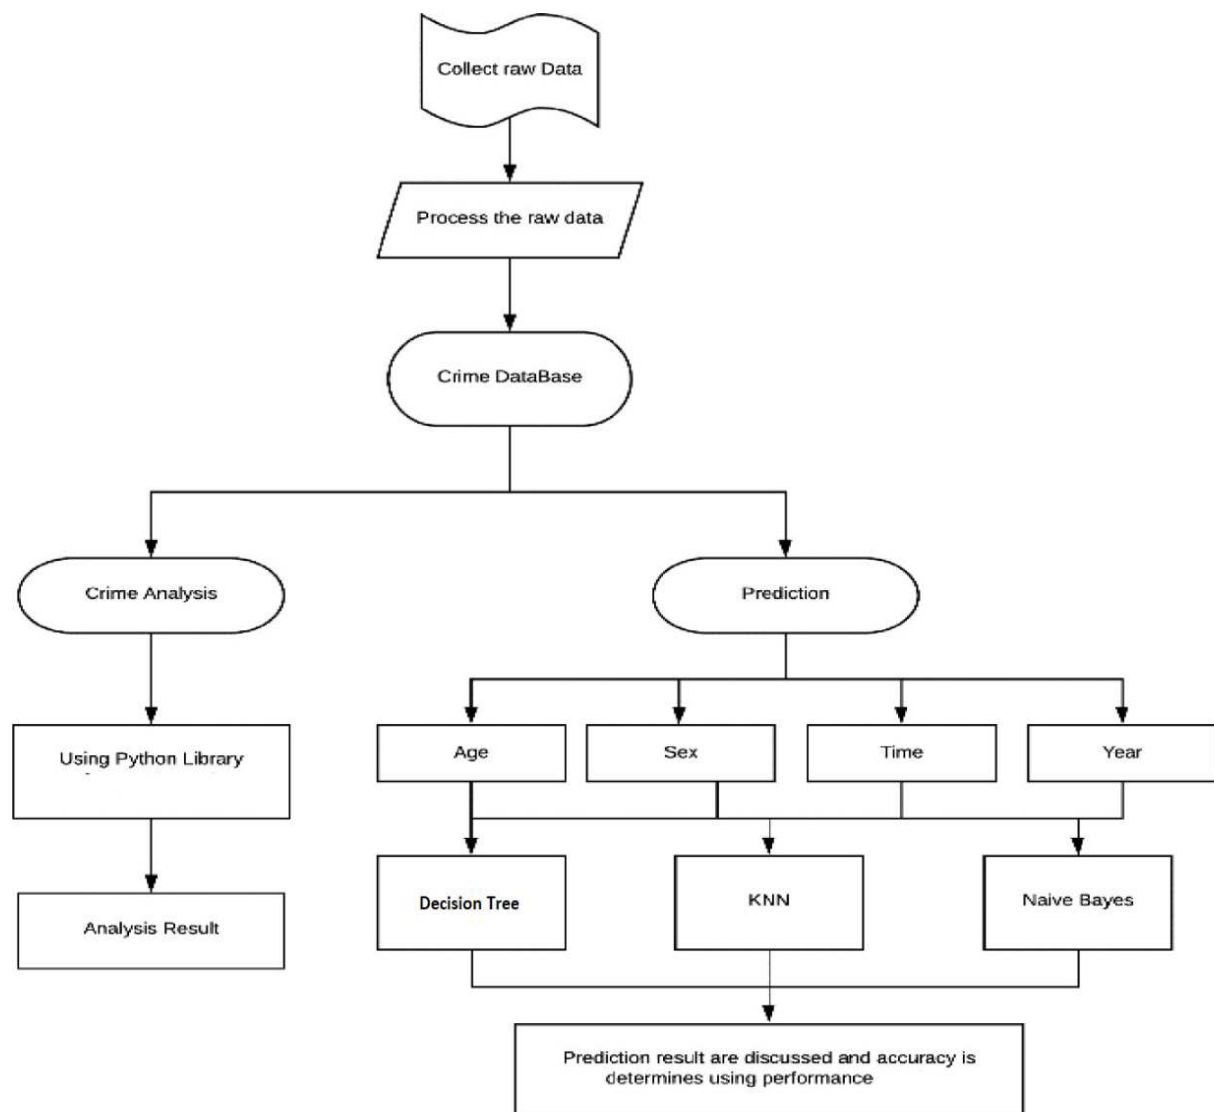 Collect raw Data
Process the raw data
Crime DataBase
Crime Analysis
Prediction
Using Python Library
Age
Sex
Time
Year
Decision Tree
KNN
Naive Bayes
Analysis Result
Prediction result are discussed and accuracy is
determines using performance